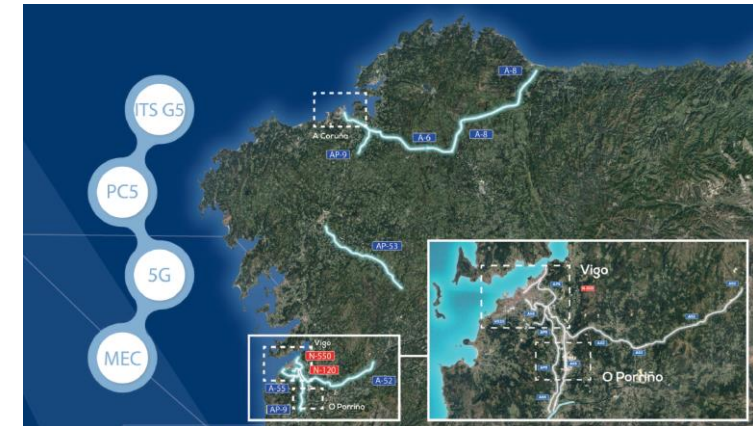 ITS G5
PC5
5G
MEC
A-8
A Coruña
A-6
A-8
AP-9
AP-53
Vigo
N-550
N-120
A-52
A-55
O Porriño
AP-9
Vigo
O Porriño